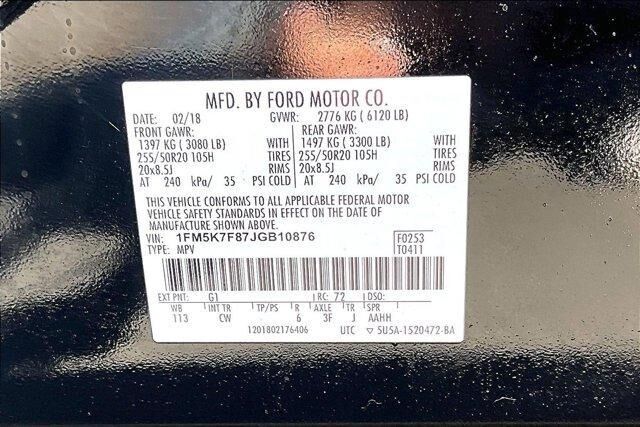 MFD. BY FORD MOTOR CO.
DATE: 02/18 GVWR: 2776 KG ( 6120 LB)
FRONT GAWR: REAR GAWR:
1397 KG ( 3080 LB) WITH 1497 KG ( 3300 LB) WITH
255/50R20 105H TIRES 255/50R20 105H TIRES
20x8.5J RIMS 20x8.5J RIMS
AT 240 kPa/ 35 PSI COLD AT 240 kPa/ 35 PSI COLD
THIS VEHICLE CONFORMS TO ALL APPLICABLE FEDERAL MOTOR
VEHICLE SAFETY STANDARDS IN EFFECT ON THE DATE OF
MANUFACTURE SHOWN ABOVE.
VIN: 1FM5K7F87JGB10876 F0253
TYPE: MPV T0411
EXT PNT: G1 RC: 72 DSO:
WB INT TR TP/PS R AXLE TR SPR
113 CW 6 3F J AAHH
1201802176406 UTC ▽ 5U5A-1520472-BA